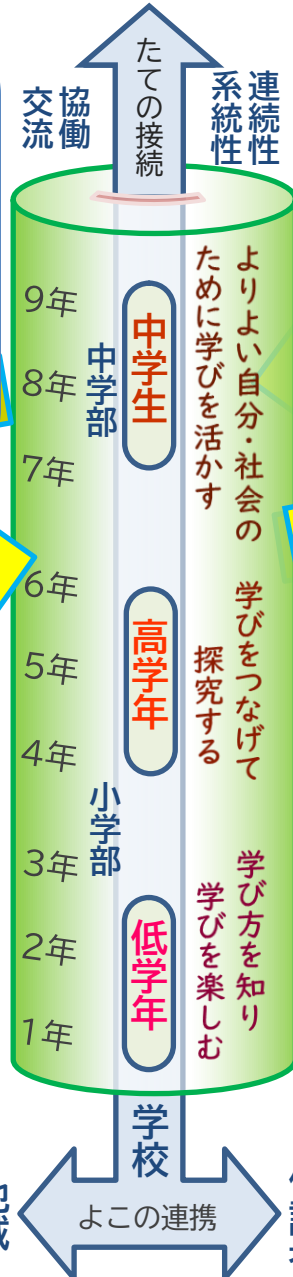 たての接続
連続性
系統性
協働
交流
9年
8年
7年
6年
5年
4年
3年
2年
1年
中学部
小学部
中学生
高学年
低学年
よりよい自分・社会の
ために学びを活かす
学びをつなげて
探究する
学び方を知り
学びを楽しむ
学校
よこの連携